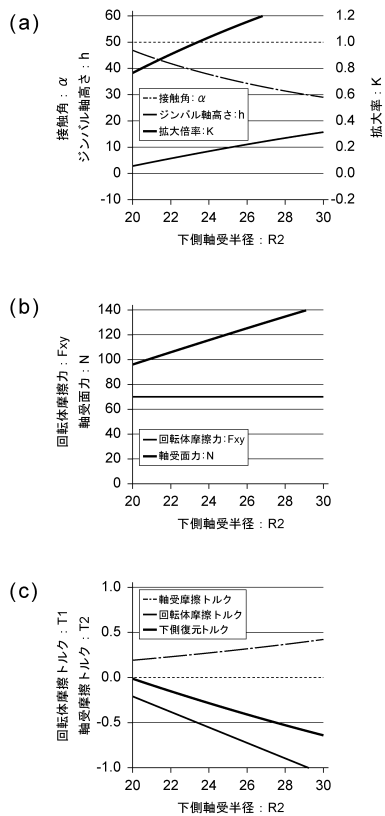 (a)
60
50
40
30
20
10
0
-10
1.2
1.0
0.8
0.6
0.4
0.2
0.0
-0.2
接触角：α
ジンバル軸高さ：h
拡大率：K
接触角：α
ジンバル軸高さ：h
拡大倍率：K
20 22 24 26 28 30
下側軸受半径：R2
(b)
140
120
100
80
60
40
20
0
回転体摩擦力：Fxy
軸受面力：N
回転体摩擦力：Fxy
軸受面力：N
20 22 24 26 28 30
下側軸受半径：R2
(c)
1.0
0.5
0.0
-0.5
-1.0
回転体摩擦トルク：T1
軸受摩擦トルク：T2
軸受摩擦トルク
回転体摩擦トルク
下側復元トルク
20 22 24 26 28 30
下側軸受半径：R2